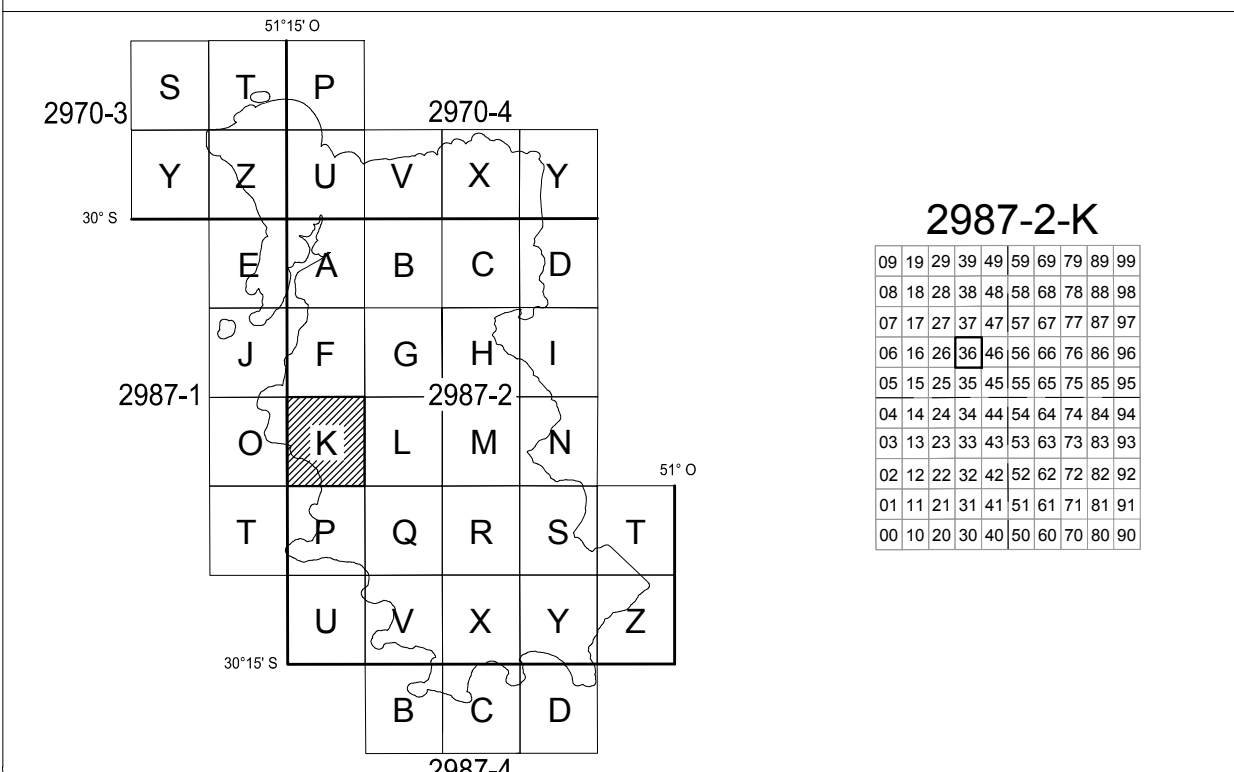 51°15' O
S T P
2970-3 2970-4
Y Z U V X Y
30° S
E A B C D
J F G H I
2987-1 2987-2
O K L M N
51° O
T P Q R S T
U V X Y Z
30°15' S
B C D
2987-4
2987-2-K
09 19 29 39 49 59 69 79 89 99
08 18 28 38 48 58 68 78 88 98
07 17 27 37 47 57 67 77 87 97
06 16 26 36 46 56 66 76 86 96
05 15 25 35 45 55 65 75 85 95
04 14 24 34 44 54 64 74 84 94
03 13 23 33 43 53 63 73 83 93
02 12 22 32 42 52 62 72 82 92
01 11 21 31 41 51 61 71 81 91
00 10 20 30 40 50 60 70 80 90